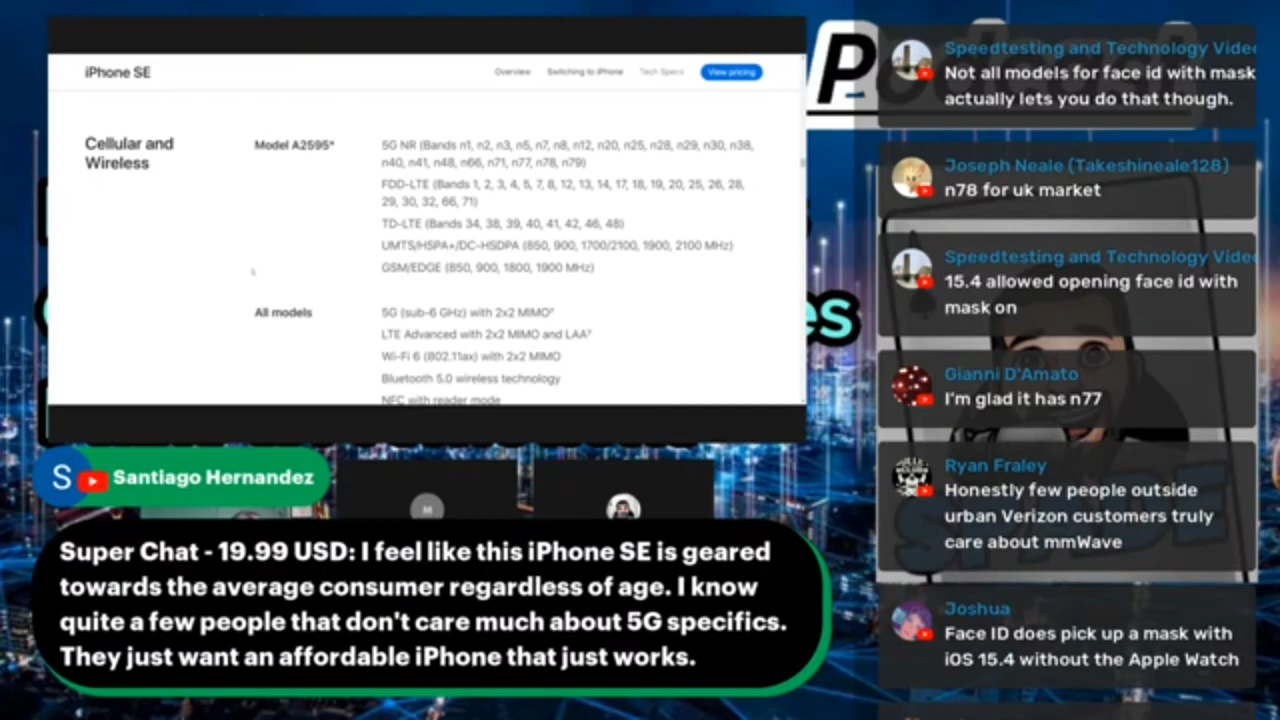 iPhone SE
Overview
Switching to iPhone
Tech Specs
View pricing
Cellular and
Wireless
Model A2595*
5G NR (Bands n1, n2, n3, n5, n7, n8, n12, n20, n25, n28, n29, n30, n38,
n40, n41, n48, n66, n71, n77, n78, n79)
FDD-LTE (Bands 1, 2, 3, 4, 5, 7, 8, 12, 13, 14, 17, 18, 19, 20, 25, 26, 28,
29, 30, 32, 66, 71)
TD-LTE (Bands 34, 38, 39, 40, 41, 42, 46, 48)
UMTS/HSPA+/DC-HSDPA (850, 900, 1700/2100, 1900, 2100 MHz)
GSM/EDGE (850, 900, 1800, 1900 MHz)
All models
5G (sub-6 GHz) with 2x2 MIMO⁷
LTE Advanced with 2x2 MIMO and LAA⁷
Wi-Fi 6 (802.11ax) with 2x2 MIMO
Bluetooth 5.0 wireless technology
NFC with reader mode
S
Santiago Hernandez
M
Super Chat - 19.99 USD: I feel like this iPhone SE is geared
towards the average consumer regardless of age. I know
quite a few people that don't care much about 5G specifics.
They just want an affordable iPhone that just works.
Speedtesting and Technology Vide
Not all models for face id with mask
actually lets you do that though.
Joseph Neale (Takeshineale128)
n78 for uk market
Speedtesting and Technology Vide
15.4 allowed opening face id with
mask on
Gianni D'Amato
I'm glad it has n77
Ryan Fraley
Honestly few people outside
urban Verizon customers truly
care about mmWave
Joshua
Face ID does pick up a mask with
iOS 15.4 without the Apple Watch